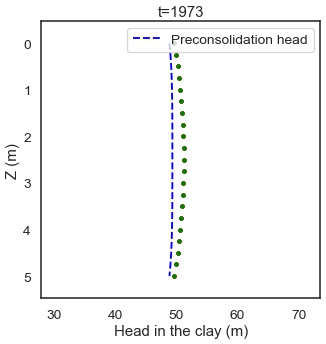 t=1973
Preconsolidation head
0
1
2
3
4
5
Z (m)
30 40 50 60 70
Head in the clay (m)